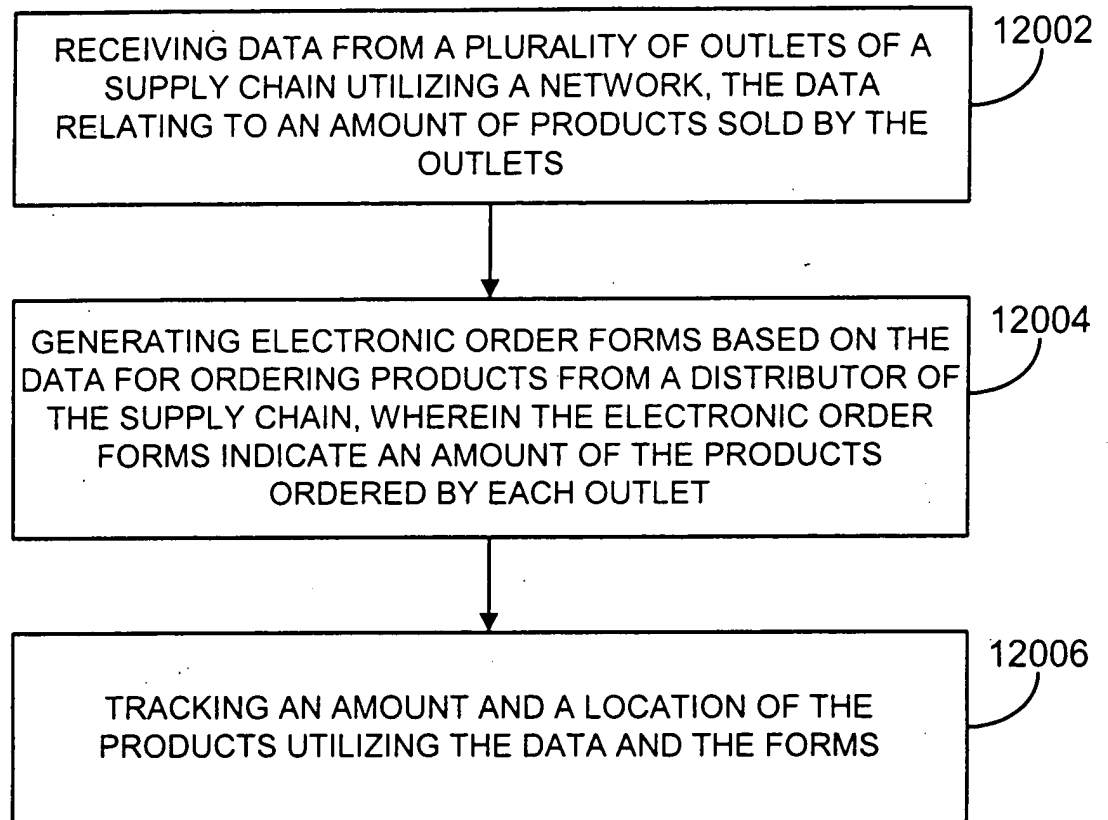 RECEIVING DATA FROM A PLURALITY OF OUTLETS OF A
SUPPLY CHAIN UTILIZING A NETWORK, THE DATA
RELATING TO AN AMOUNT OF PRODUCTS SOLD BY THE
OUTLETS
12002
GENERATING ELECTRONIC ORDER FORMS BASED ON THE
DATA FOR ORDERING PRODUCTS FROM A DISTRIBUTOR OF
THE SUPPLY CHAIN, WHEREIN THE ELECTRONIC ORDER
FORMS INDICATE AN AMOUNT OF THE PRODUCTS
ORDERED BY EACH OUTLET
12004
TRACKING AN AMOUNT AND A LOCATION OF THE
PRODUCTS UTILIZING THE DATA AND THE FORMS
12006